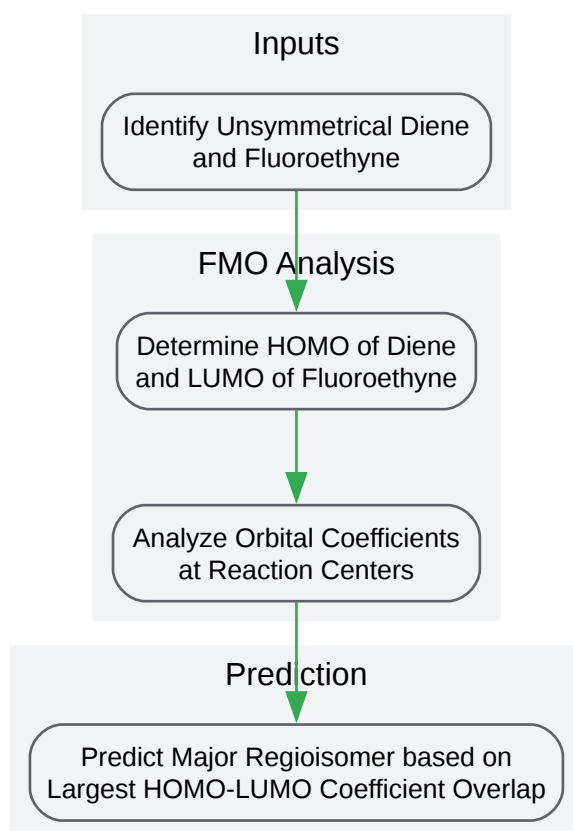 Inputs
Identify Unsymmetrical Diene
and Fluoroethyne
FMO Analysis
Determine HOMO of Diene
and LUMO of Fluoroethyne
Analyze Orbital Coefficients
at Reaction Centers
Prediction
Predict Major Regioisomer based on
Largest HOMO-LUMO Coefficient Overlap